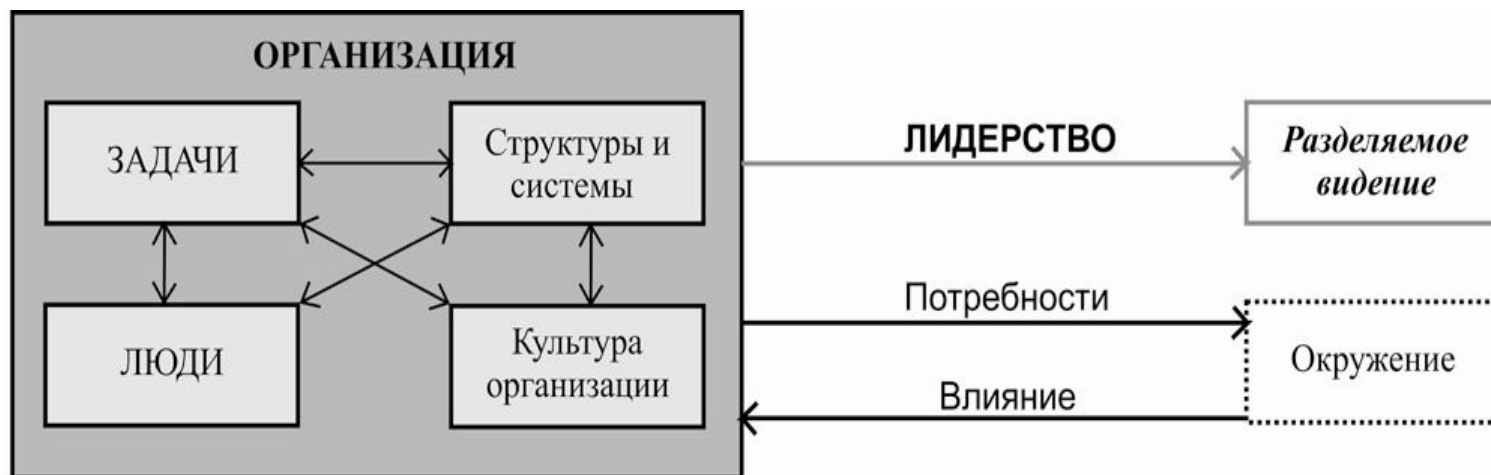 ОРГАНИЗАЦИЯ
ЗАДАЧИ
Структуры и
системы
ЛЮДИ
Культура
организации
ЛИДЕРСТВО
Разделяемое
видение
Потребности
Окружение
Влияние